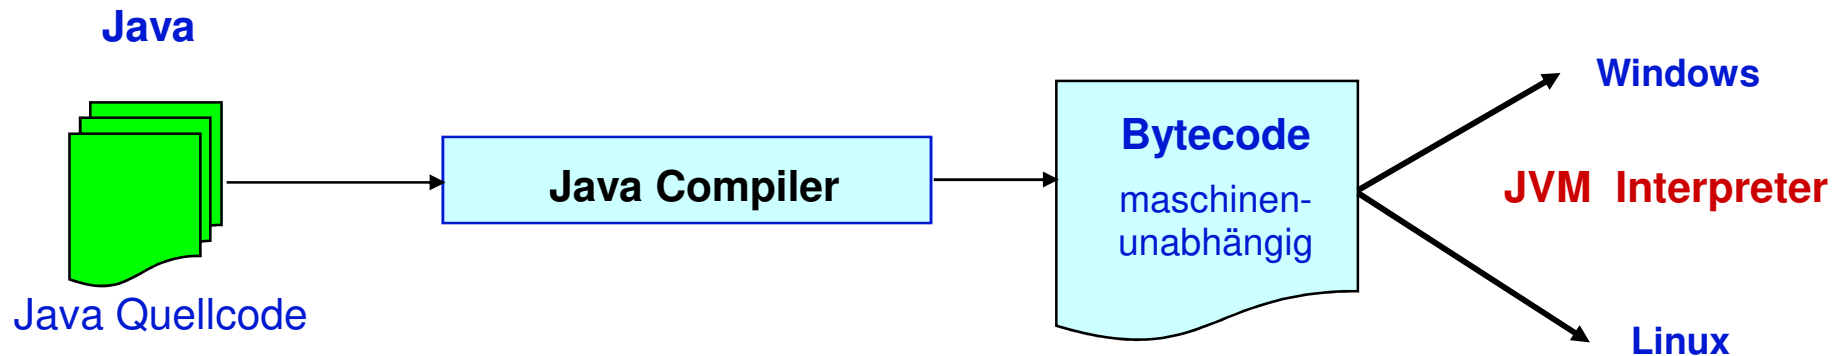 Java
Java Quellcode
Java Compiler
Bytecode
maschinen-
unabhängig
Windows
JVM Interpreter
Linux